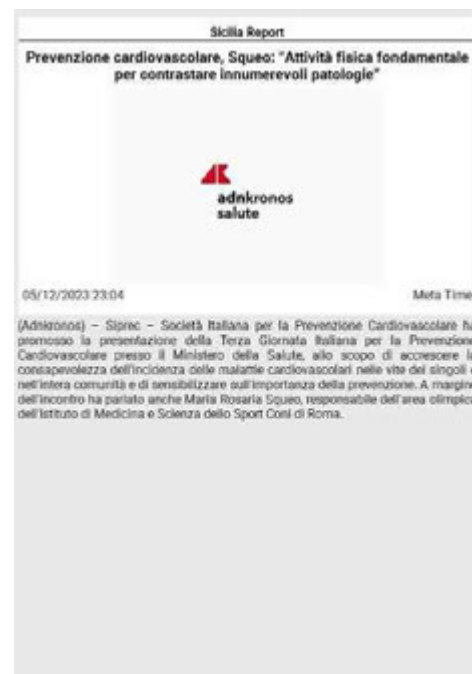 Sicilia Report
Prevenzione cardiovascolare, Squeo: "Attività fisica fondamentale
per contrastare innumerevoli patologie"
adnkronos
salute
05/12/2023 23:04
Meta Time
(Adnkronos) – Siprec – Società Italiana per la Prevenzione Cardiovascolare ha
promosso la presentazione della Terza Giornata Italiana per la Prevenzione
Cardiovascolare presso il Ministero della Salute, allo scopo di accrescere la
consapevolezza dell'incidenza delle malattie cardiovascolari nelle vite dei singoli e
nell'intera comunità e di sensibilizzare sull'importanza della prevenzione. A margine
dell'incontro ha parlato anche Maria Rosaria Squeo, responsabile dell'area olimpica
dell'Istituto di Medicina e Scienza dello Sport Coni di Roma.